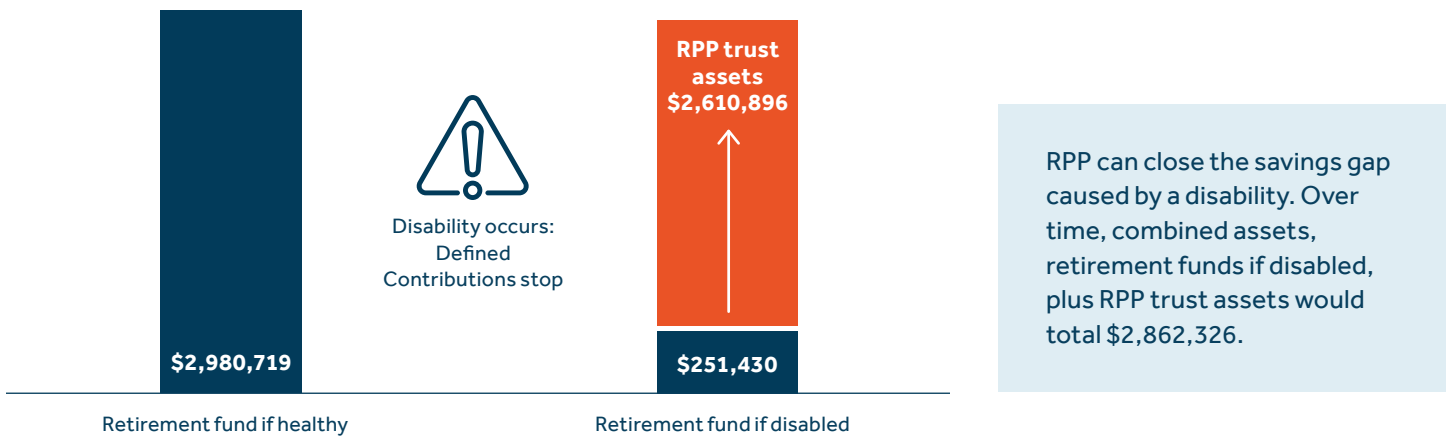 RPP trust
assets
$2,610,896
Disability occurs:
Defined
Contributions stop
$2,980,719
$251,430
Retirement fund if healthy
Retirement fund if disabled
RPP can close the savings gap
caused by a disability. Over
time, combined assets,
retirement funds if disabled,
plus RPP trust assets would
total $2,862,326.